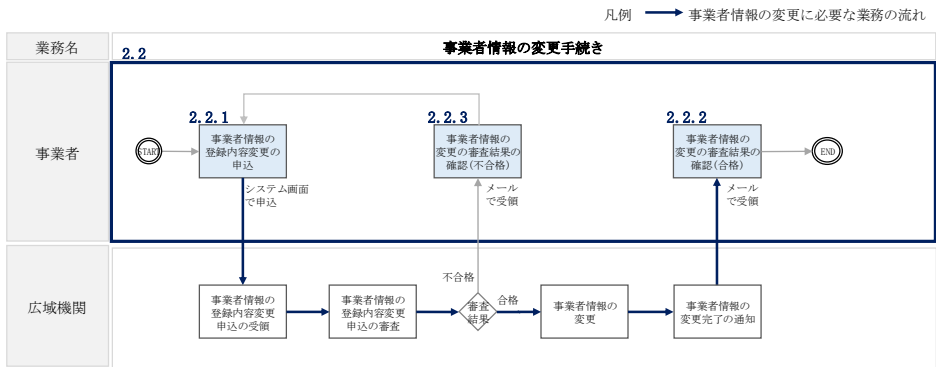 凡例
事業者情報の変更に必要な業務の流れ
業務名
2.2
事業者情報の変更手続き
事業者
START
2.2.1
事業者情報の
登録内容変更の
申込
システム画面
で申込
2.2.3
事業者情報の
変更の審査結果の
確認(不合格)
メール
で受領
2.2.2
事業者情報の
変更の審査結果の
確認(合格)
メール
で受領
END
広域機関
事業者情報の
登録内容変更
申込の受領
事業者情報の
登録内容変更
申込の審査
不合格
審査
結果
合格
事業者情報の
変更
事業者情報の
変更完了の通知